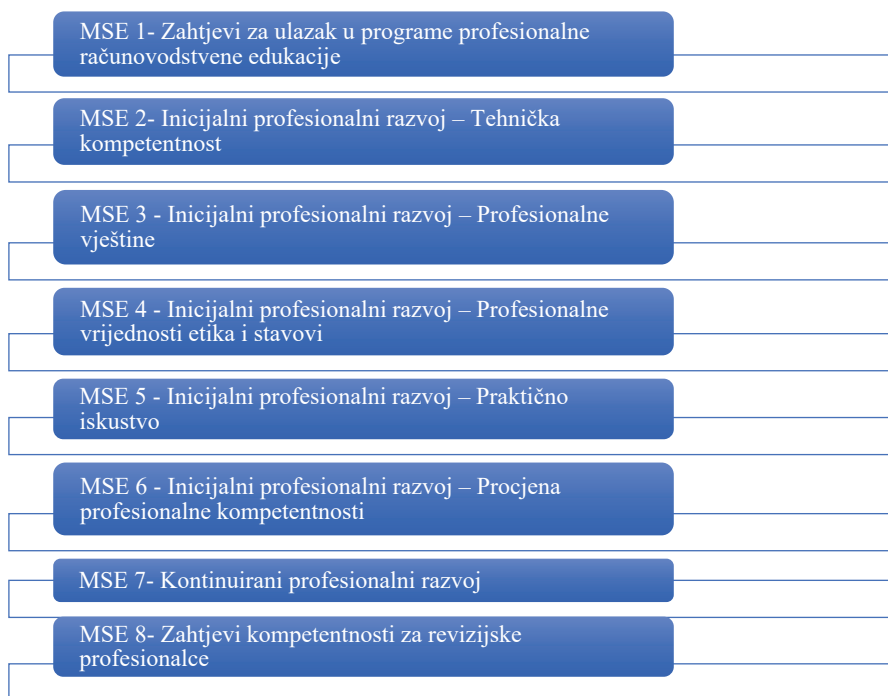 MSE 1- Zahtjevi za ulazak u programe profesionalne
računovodstvene edukacije
MSE 2- Inicijalni profesionalni razvoj – Tehnička
kompetentnost
MSE 3 - Inicijalni profesionalni razvoj – Profesionalne
vještine
MSE 4 - Inicijalni profesionalni razvoj – Profesionalne
vrijednosti etika i stavovi
MSE 5 - Inicijalni profesionalni razvoj – Praktično
iskustvo
MSE 6 - Inicijalni profesionalni razvoj – Procjena
profesionalne kompetentnosti
MSE 7- Kontinuirani profesionalni razvoj
MSE 8- Zahtjevi kompetentnosti za revizijske
profesionalce